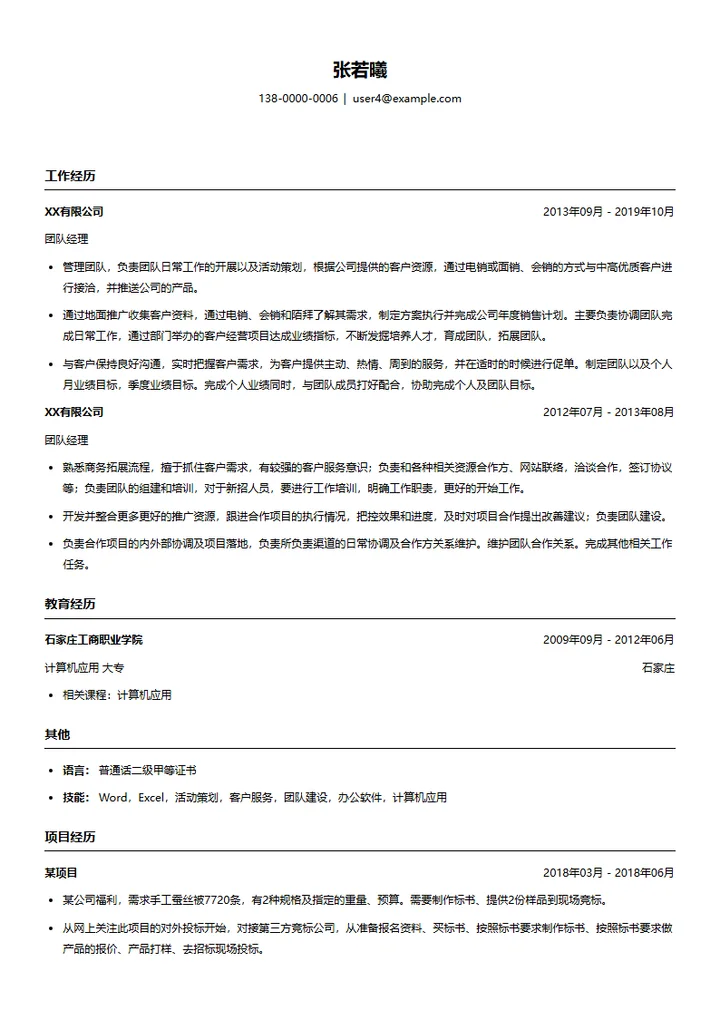 张若曦
138-0000-0006 | user4@example.com
工作经历
XX有限公司 2013年09月 - 2019年10月
团队经理
• 管理团队，负责团队日常工作的开展以及活动策划，根据公司提供的客户资源，通过电销或面销、会销的方式与中高优质客户进
行接洽，并推送公司的产品。
• 通过地面推广收集客户资料，通过电销、会销和陌拜了解其需求，制定方案执行并完成公司年度销售计划。主要负责协调团队完
成日常工作，通过部门举办的客户经营项目达成业绩指标，不断发掘培养人才，育成团队，拓展团队。
• 与客户保持良好沟通，实时把握客户需求，为客户提供主动、热情、周到的服务，并在适时的时候进行促单。制定团队以及个人
月业绩目标，季度业绩目标。完成个人业绩同时，与团队成员打好配合，协助完成个人及团队目标。
XX有限公司 2012年07月 - 2013年08月
团队经理
• 熟悉商务拓展流程，擅于抓住客户需求，有较强的客户服务意识；负责和各种相关资源合作方、网站联络，洽谈合作，签订协议
等；负责团队的组建和培训，对于新招人员，要进行工作培训，明确工作职责，更好的开始工作。
• 开发并整合更多更好的推广资源，跟进合作项目的执行情况，把控效果和进度，及时对项目合作提出改善建议；负责团队建设。
• 负责合作项目的内外部协调及项目落地，负责所负责渠道的日常协调及合作方关系维护。维护团队合作关系。完成其他相关工作
任务。
教育经历
石家庄工商职业学院 2009年09月 - 2012年06月
计算机应用 大专 石家庄
• 相关课程：计算机应用
其他
• 语言： 普通话二级甲等证书
• 技能： Word，Excel，活动策划，客户服务，团队建设，办公软件，计算机应用
项目经历
某项目 2018年03月 - 2018年06月
• 某公司福利，需求手工蚕丝被7720条，有2种规格及指定的重量、预算。需要制作标书、提供2份样品到现场竞标。
• 从网上关注此项目的对外投标开始，对接第三方竞标公司，从准备报名资料、买标书、按照标书要求制作标书、按照标书要求做
产品的报价、产品打样、去招标现场投标。